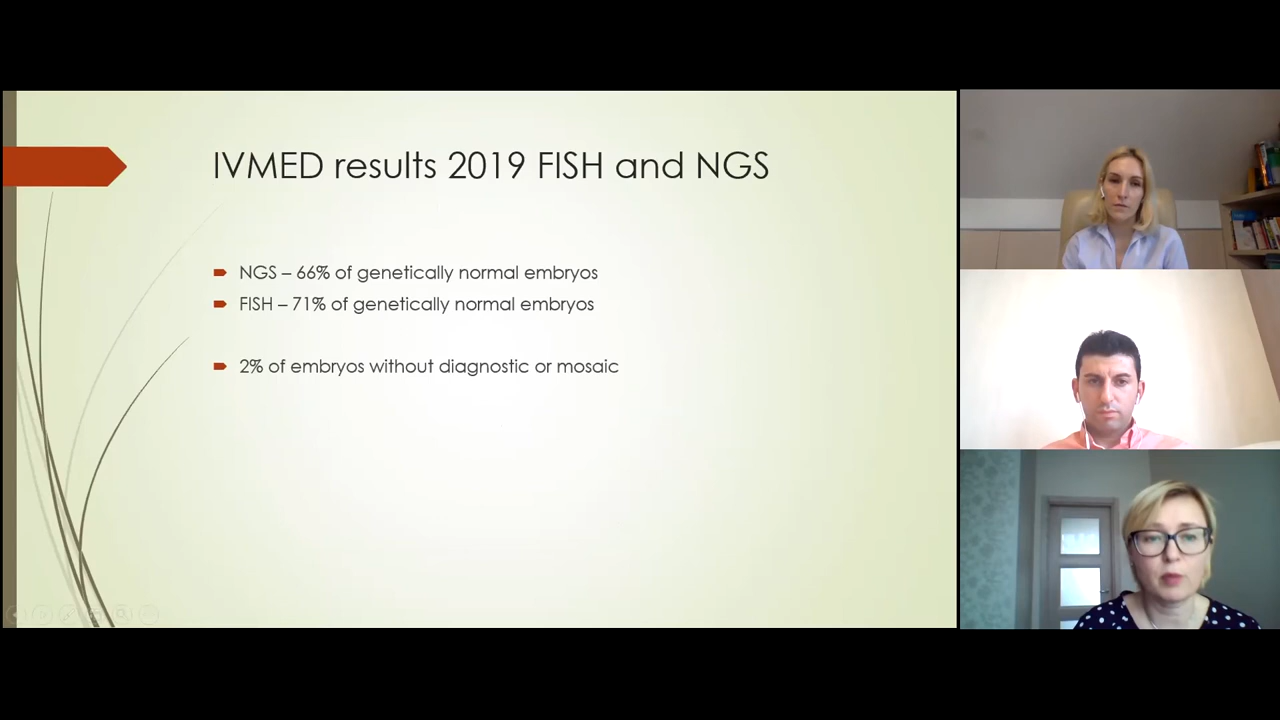 IVMED results 2019 FISH and NGS
NGS – 66% of genetically normal embryos
FISH – 71% of genetically normal embryos
2% of embryos without diagnostic or mosaic